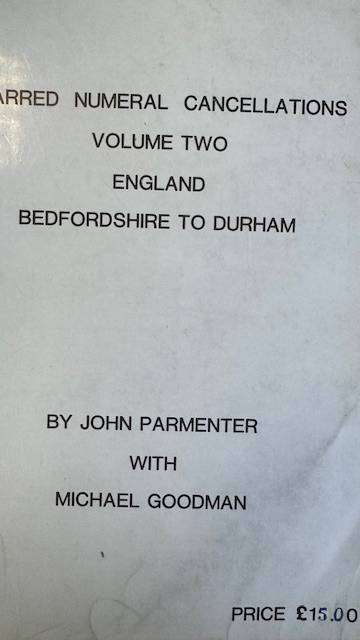 ARRED NUMERAL CANCELLATIONS
VOLUME TWO
ENGLAND
BEDFORDSHIRE TO DURHAM
BY JOHN PARMENTER
WITH
MICHAEL GOODMAN
PRICE £15.00